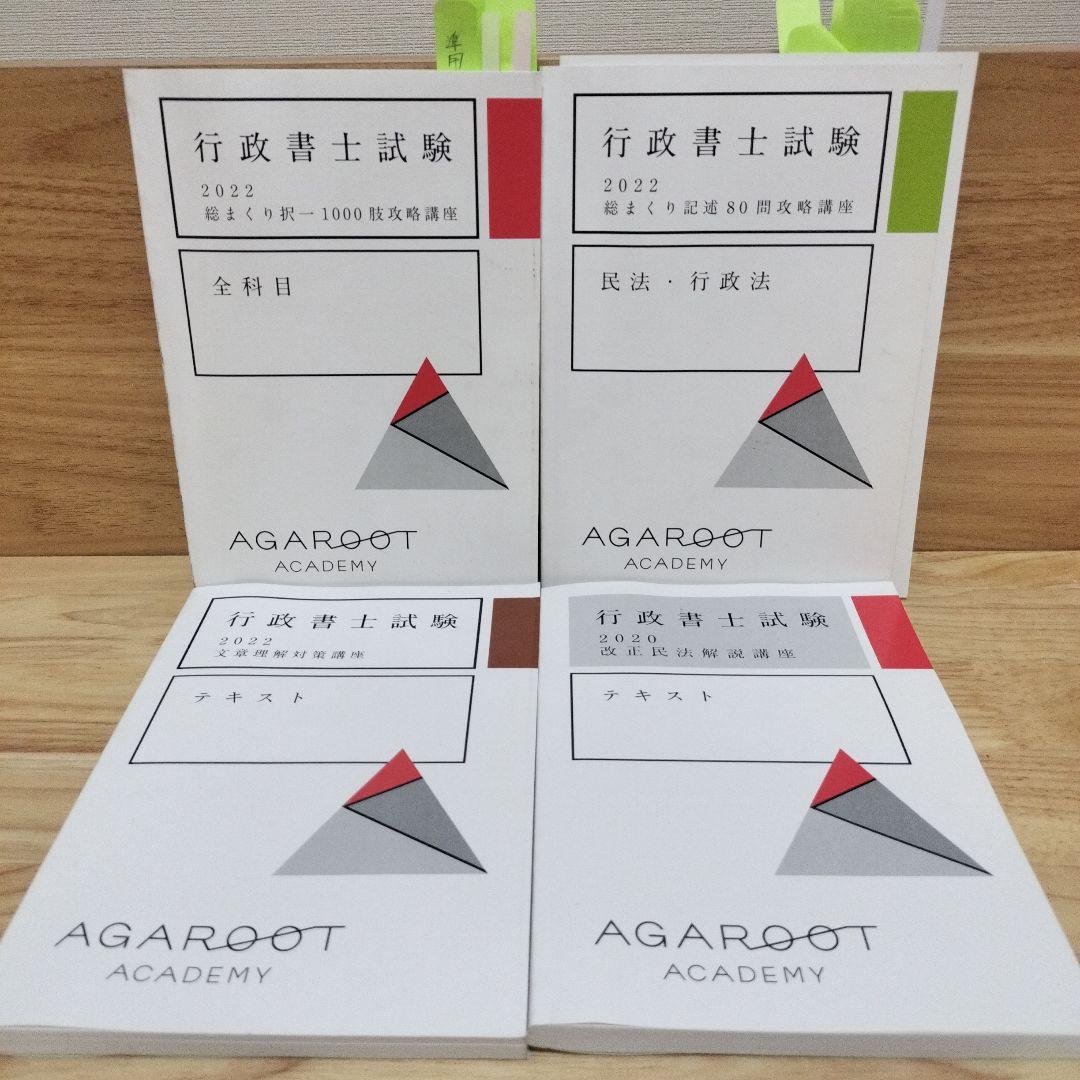 準用
行政書士試験
2022
総まくり択一1000肢攻略講座
全科目
AGAROOT
ACADEMY
行政書士試験
2022
総まくり記述80問攻略講座
民法・行政法
AGAROOT
ACADEMY
行政書士試験
2022
文章理解対策講座
テキスト
AGAROOT
ACADEMY
行政書士試験
2020
改正民法解説講座
テキスト
AGAROOT
ACADEMY